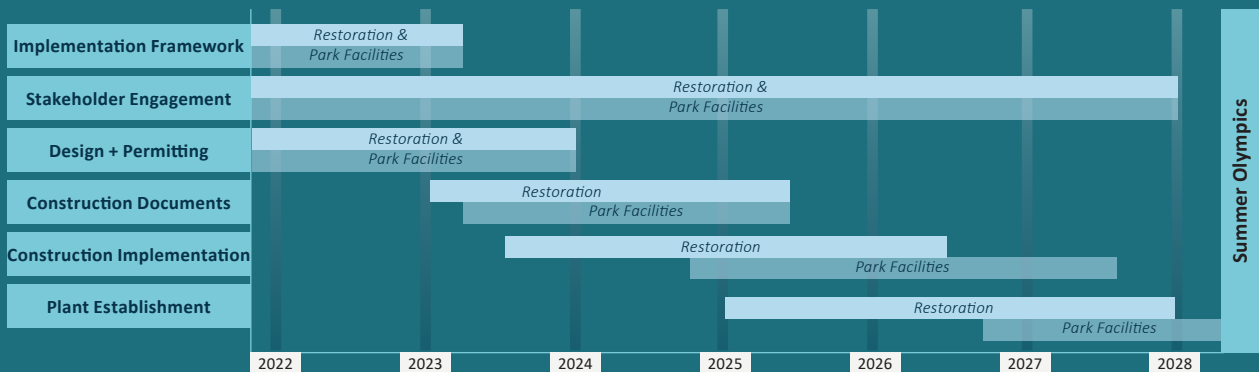 Implementation Framework
Restoration &
Park Facilities
Stakeholder Engagement
Restoration &
Park Facilities
Design + Permitting
Restoration &
Park Facilities
Construction Documents
Restoration
Park Facilities
Construction Implementation
Restoration
Park Facilities
Plant Establishment
Restoration
Park Facilities
Summer Olympics
2022 2023 2024 2025 2026 2027 2028